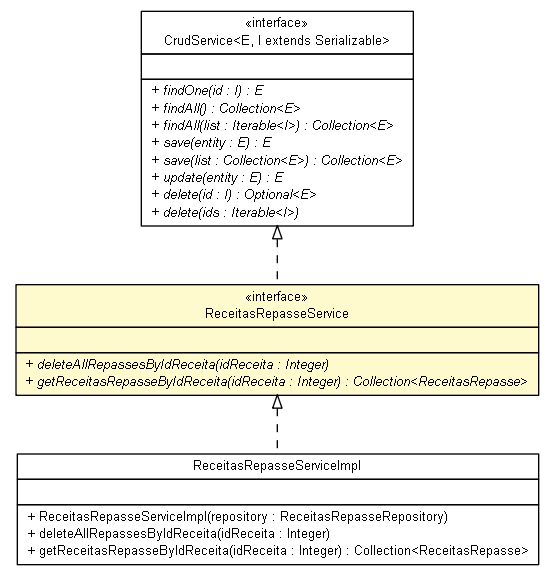 «interface»
CrudService<E, I extends Serializable>
+ findOne(id : I) : E
+ findAll() : Collection<E>
+ findAll(list : Iterable<I>) : Collection<E>
+ save(entity : E) : E
+ save(list : Collection<E>) : Collection<E>
+ update(entity : E) : E
+ delete(id : I) : Optional<E>
+ delete(ids : Iterable<I>)
«interface»
ReceitasRepasseService
+ deleteAllRepassesByIdReceita(idReceita : Integer)
+ getReceitasRepasseByIdReceita(idReceita : Integer) : Collection<ReceitasRepasse>
ReceitasRepasseServiceImpl
+ ReceitasRepasseServiceImpl(repository : ReceitasRepasseRepository)
+ deleteAllRepassesByIdReceita(idReceita : Integer)
+ getReceitasRepasseByIdReceita(idReceita : Integer) : Collection<ReceitasRepasse>